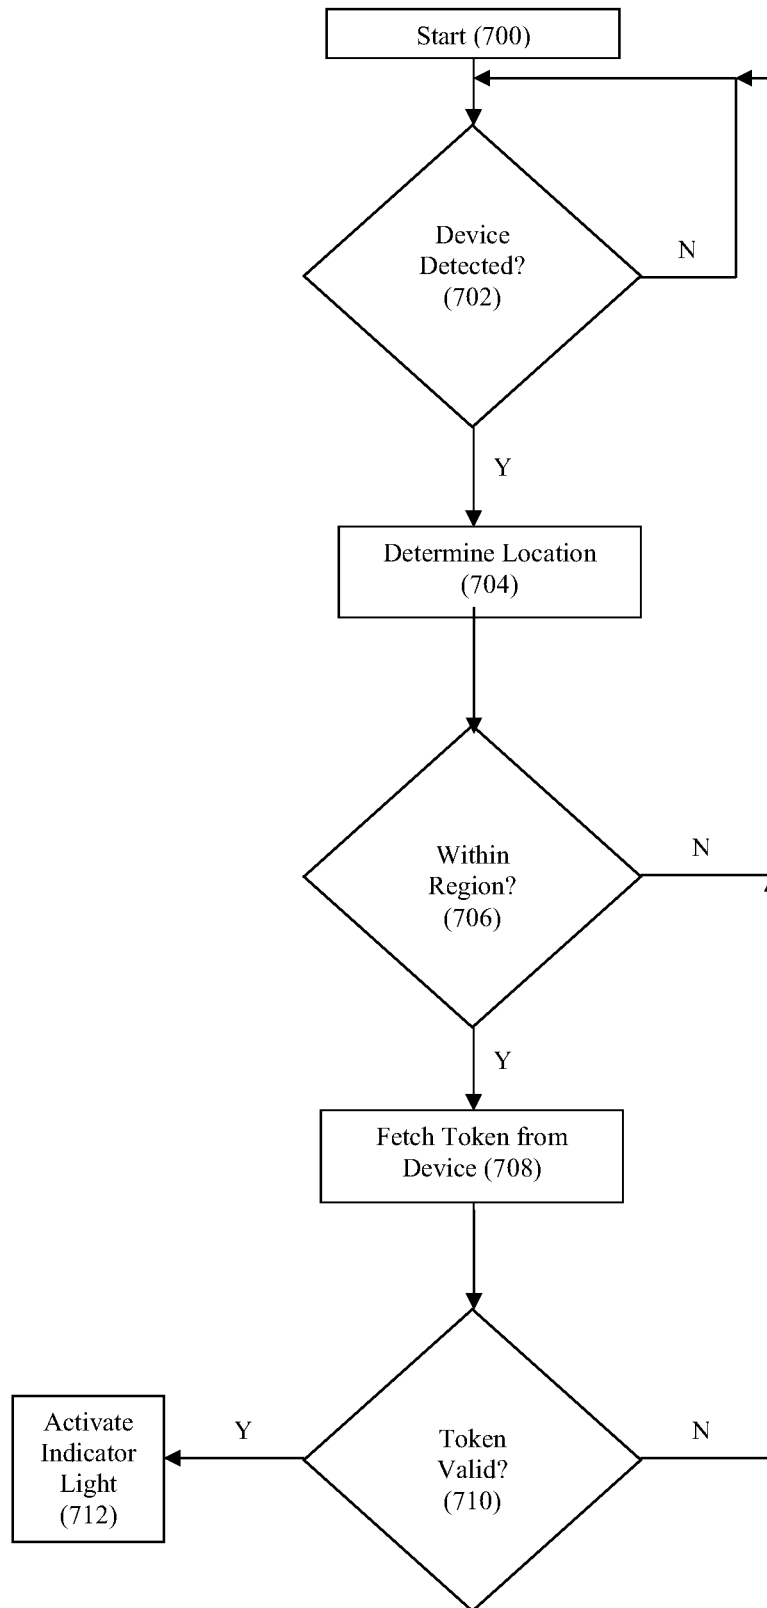 Start (700)
Device
Detected?
(702)
N
Y
Determine Location
(704)
Within
Region?
(706)
N
Y
Fetch Token from
Device (708)
Activate
Indicator
Light
(712)
Y
Token
Valid?
(710)
N